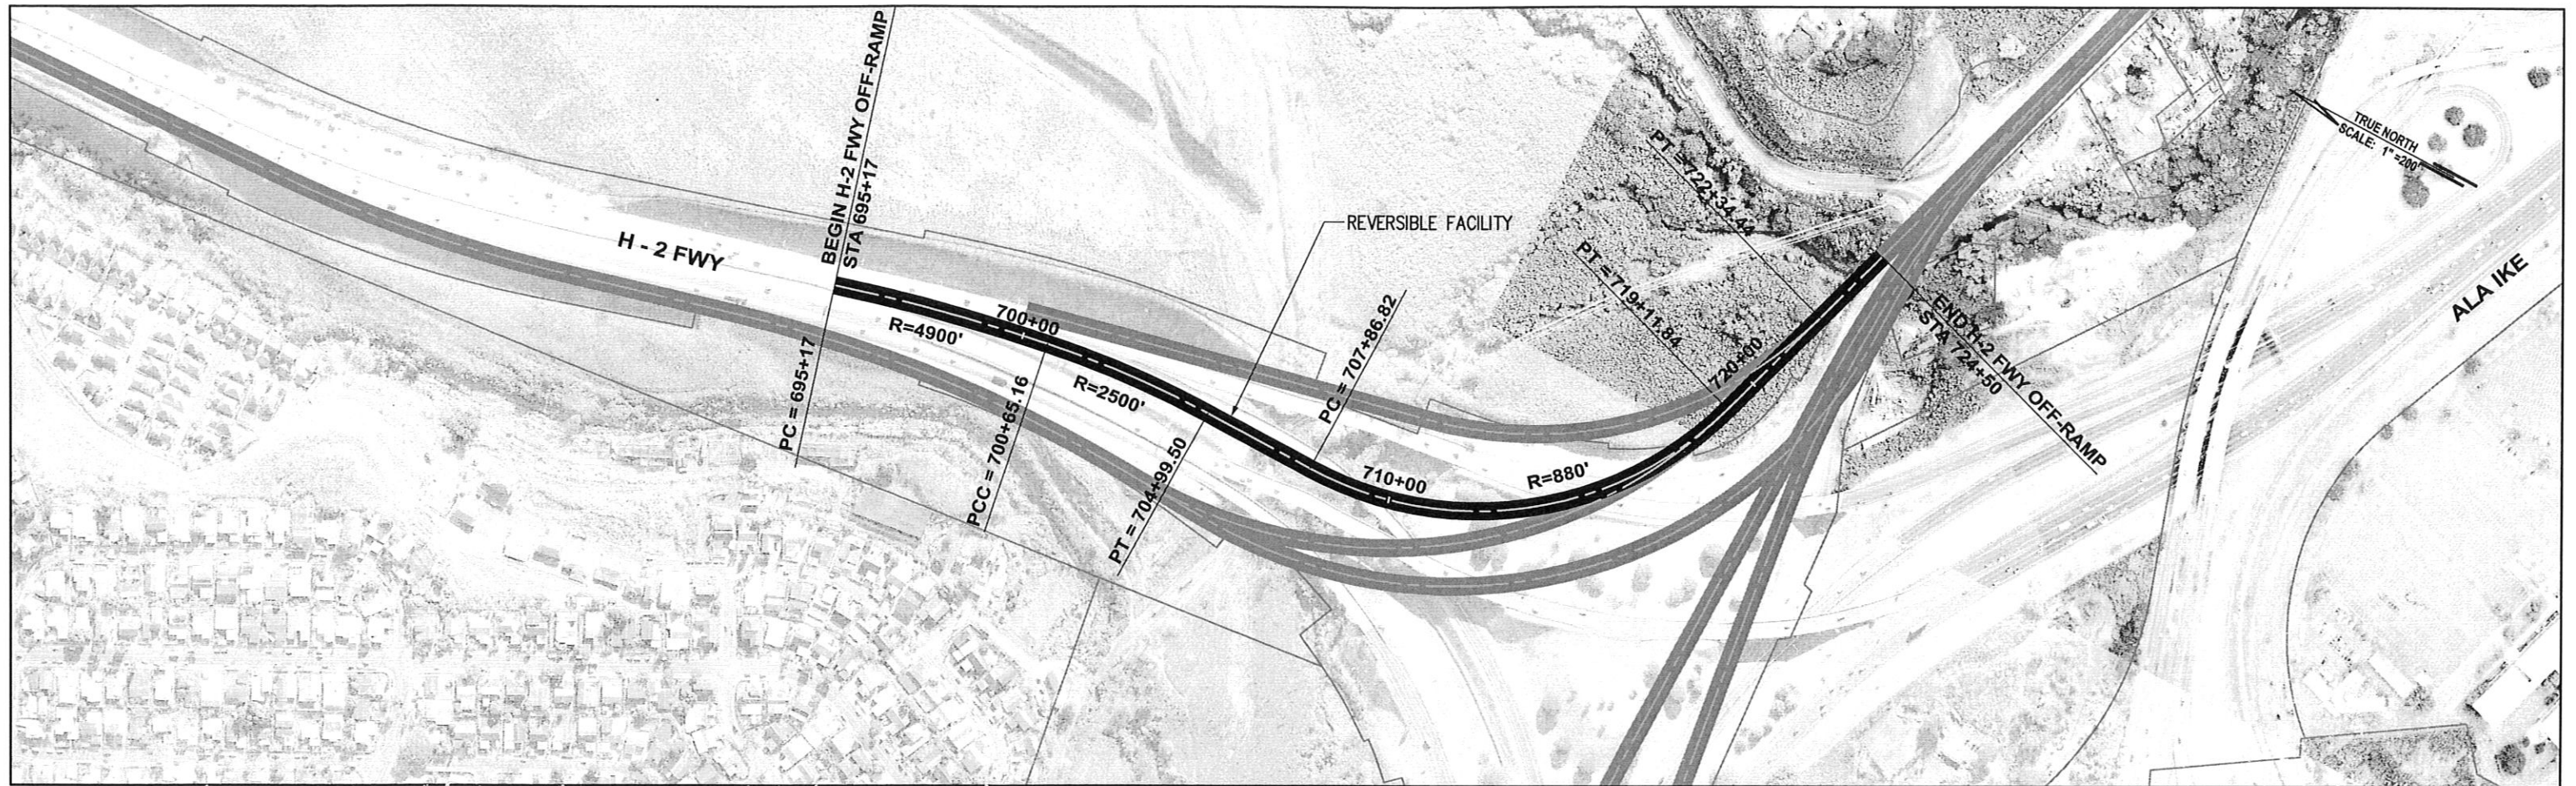 BEGIN H-2 FWY OFF-RAMP
STA 695+17
H - 2 FWY
PC = 695+17
R=4900'
700+00
PCC = 700+65.16
R=2500'
PT = 704+99.50
REVERSIBLE FACILITY
PC = 707+86.82
710+00
R=880'
PT = 719+11.84
PT = 722+34.44
720+00
END H-2 FWY OFF-RAMP
STA 724+50
TRUE NORTH
SCALE: 1"=200'
ALA IKE